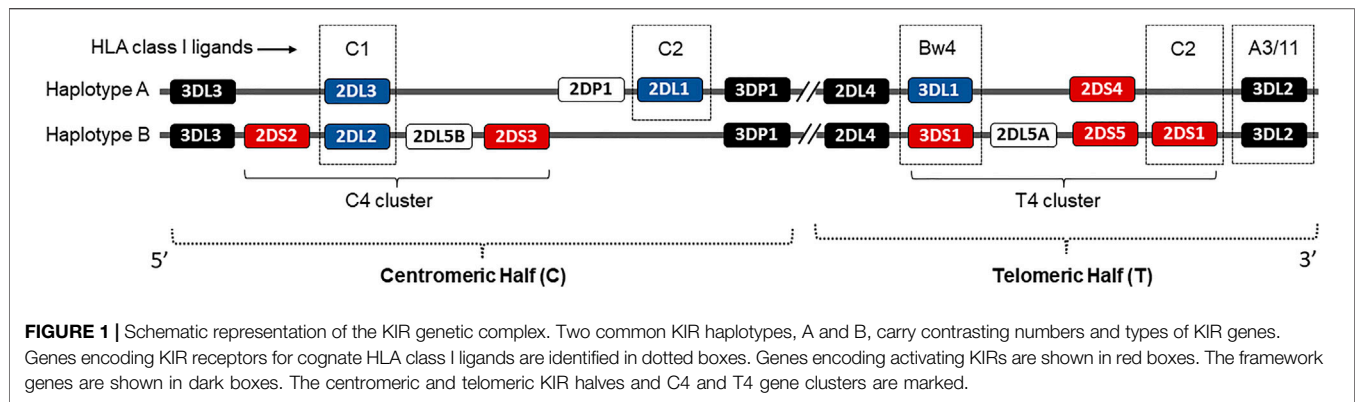 HLA class I ligands → C1 C2 Bw4 C2 A3/11
Haplotype A 3DL3 2DL3 2DP1 2DL1 3DP1 // 2DL4 3DL1 2DS4 3DL2
Haplotype B 3DL3 2DS2 2DL2 2DL5B 2DS3 3DP1 // 2DL4 3DS1 2DL5A 2DS5 2DS1 3DL2
C4 cluster T4 cluster
5′ Centromeric Half (C) Telomeric Half (T) 3′
FIGURE 1 | Schematic representation of the KIR genetic complex. Two common KIR haplotypes, A and B, carry contrasting numbers and types of KIR genes.
Genes encoding KIR receptors for cognate HLA class I ligands are identified in dotted boxes. Genes encoding activating KIRs are shown in red boxes. The framework
genes are shown in dark boxes. The centromeric and telomeric KIR halves and C4 and T4 gene clusters are marked.